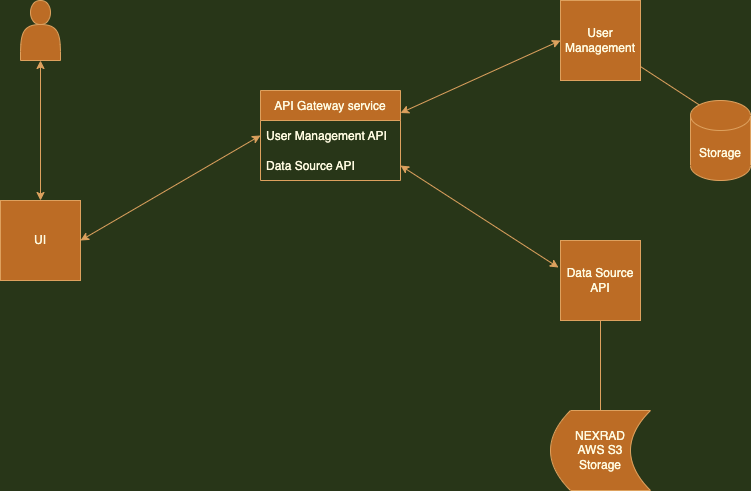 User
Management
API Gateway service
User Management API
Data Source API
Storage
UI
Data Source
API
NEXRAD
AWS S3
Storage